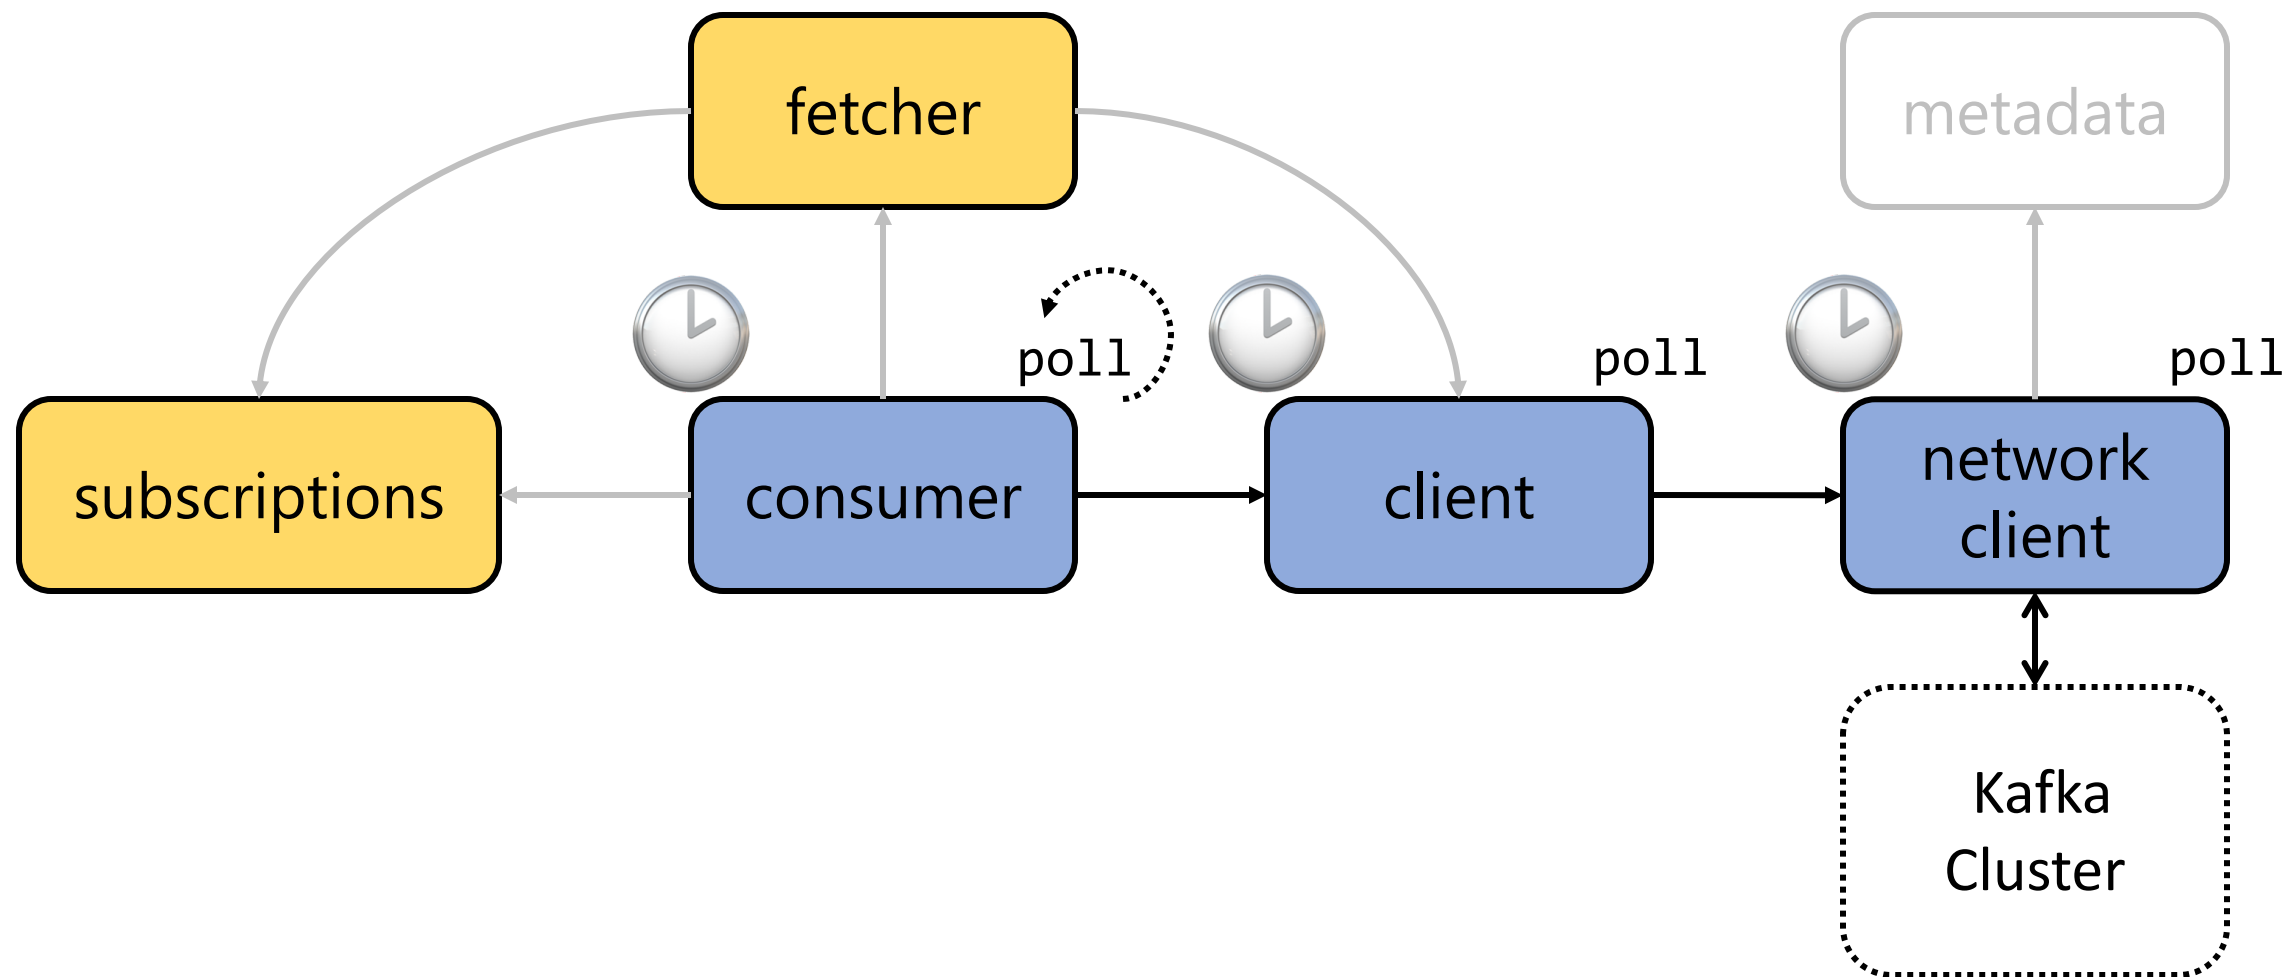 fetcher
metadata
poll
poll
poll
subscriptions
consumer
client
network
client
Kafka
Cluster